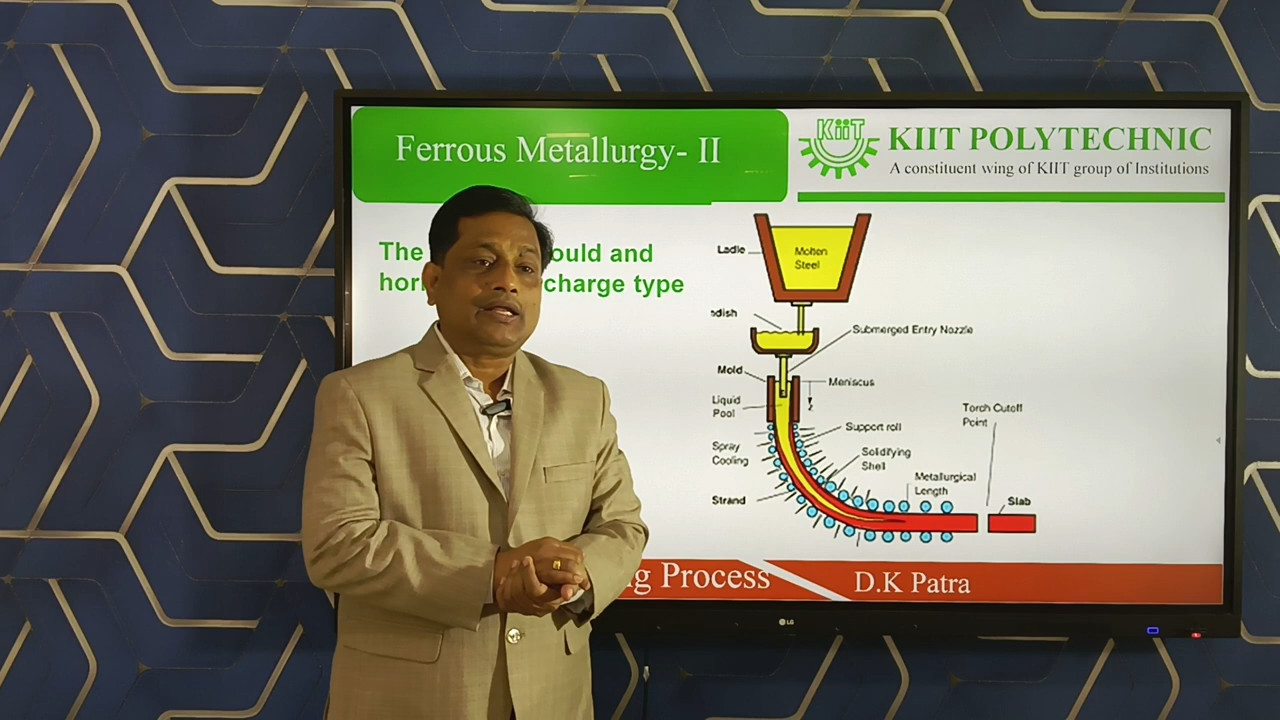 Ferrous Metallurgy- II
KiiT
KIIT POLYTECHNIC
A constituent wing of KIIT group of Institutions
The ould and
hor charge type
Ladle
Molten
Steel
dish
Submerged Entry Nozzle
Mold
Meniscus
Liquid
Pool
z
Torch Cutoff
Point
Support roll
Spray
Cooling
Solidifying
Shell
Metallurgical
Length
Strand
Slab
g Process
D.K Patra
LG